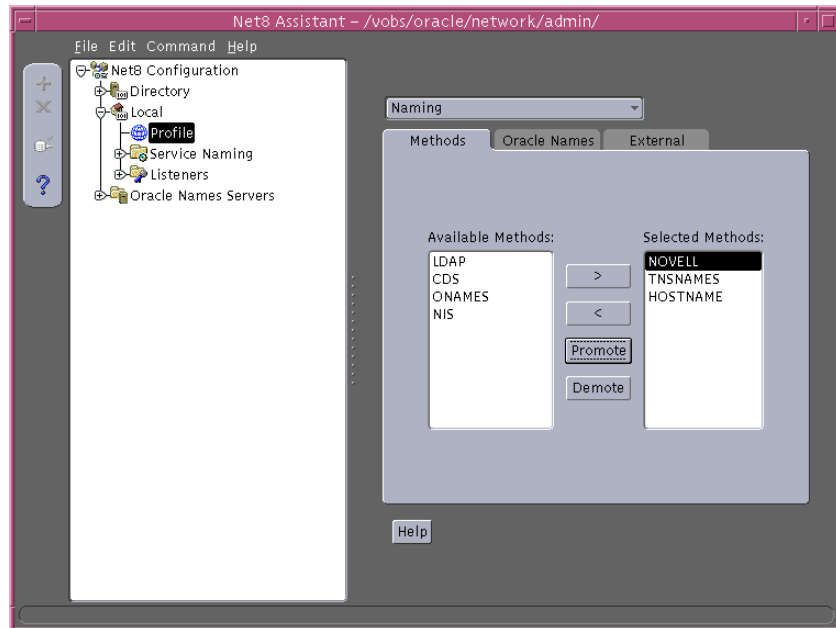 Net8 Assistant – /vobs/oracle/network/admin/
File Edit Command Help
Net8 Configuration
Directory
Local
Profile
Service Naming
Listeners
Oracle Names Servers
Naming
Methods Oracle Names External
Available Methods: Selected Methods:
LDAP
CDS
ONAMES
NIS
>
<
Promote
Demote
NOVELL
TNSNAMES
HOSTNAME
Help